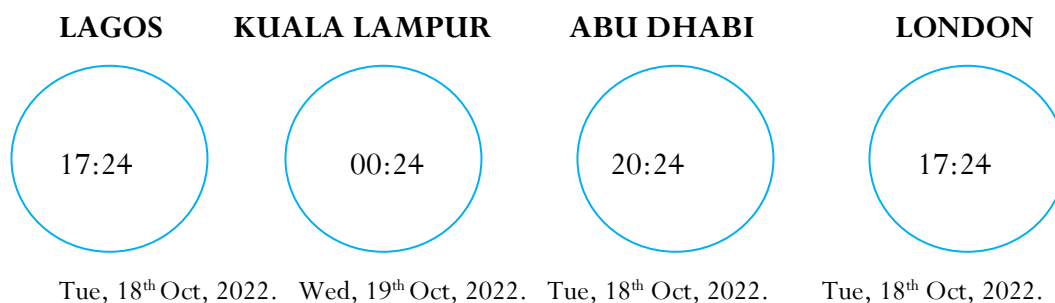 LAGOS KUALA LAMPUR ABU DHABI LONDON
17:24 00:24 20:24 17:24
Tue, 18th Oct, 2022. Wed, 19th Oct, 2022. Tue, 18th Oct, 2022. Tue, 18th Oct, 2022.